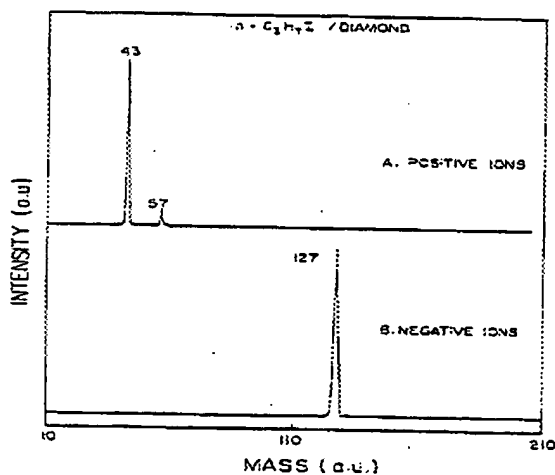 n - C₃H₇I / DIAMOND
43
A. POSITIVE IONS
57
INTENSITY (a.u)
127
B. NEGATIVE IONS
10 110 210
MASS (a.u.)